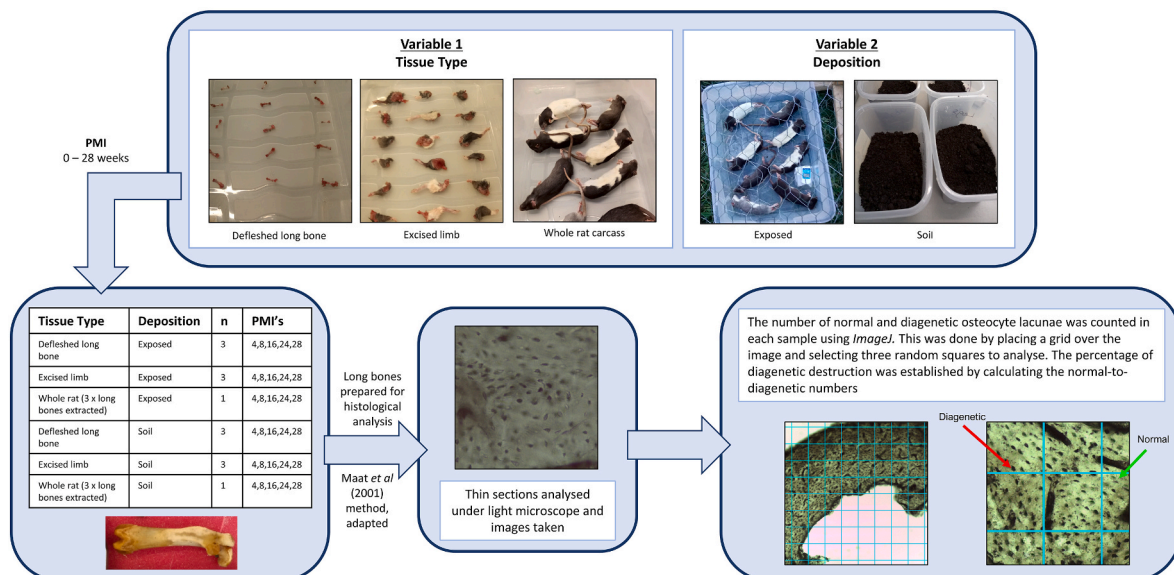 Variable 1
Tissue Type
Defleshed long bone
Excised limb
Whole rat carcass
Variable 2
Deposition
Exposed
Soil
PMI
0 – 28 weeks
Tissue Type Deposition n PMI's
Defleshed long bone Exposed 3 4,8,16,24,28
Excised limb Exposed 3 4,8,16,24,28
Whole rat (3 x long bones extracted) Exposed 1 4,8,16,24,28
Defleshed long bone Soil 3 4,8,16,24,28
Excised limb Soil 3 4,8,16,24,28
Whole rat (3 x long bones extracted) Soil 1 4,8,16,24,28
Long bones
prepared for
histological
analysis
Maat et al
(2001)
method,
adapted
Thin sections analysed
under light microscope and
images taken
The number of normal and diagenetic osteocyte lacunae was counted in
each sample using ImageJ. This was done by placing a grid over the
image and selecting three random squares to analyse. The percentage of
diagenetic destruction was established by calculating the normal-to-
diagenetic numbers
Diagenetic
Normal